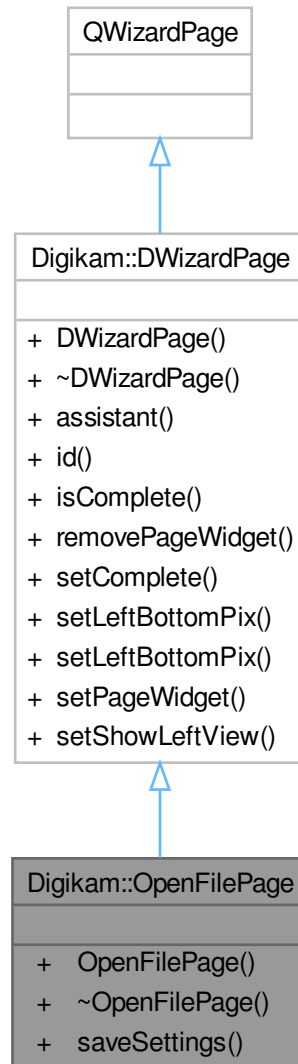 QWizardPage
Digikam::DWizardPage
+ DWizardPage()
+ ~DWizardPage()
+ assistant()
+ id()
+ isComplete()
+ removePageWidget()
+ setComplete()
+ setLeftBottomPix()
+ setLeftBottomPix()
+ setPageWidget()
+ setShowLeftView()
Digikam::OpenFilePage
+ OpenFilePage()
+ ~OpenFilePage()
+ saveSettings()